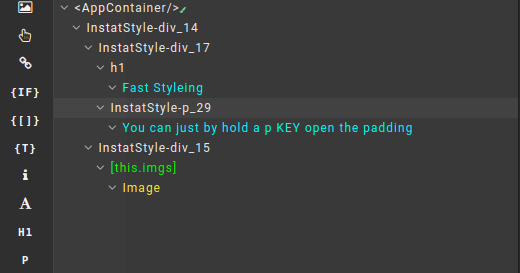 <AppContainer/>
InstatStyle-div_14
InstatStyle-div_17
h1
Fast Styleing
InstatStyle-p_29
You can just by hold a p KEY open the padding
InstatStyle-div_15
[this.imgs]
Image
{IF}
{[]}
{T}
i
A
H1
P